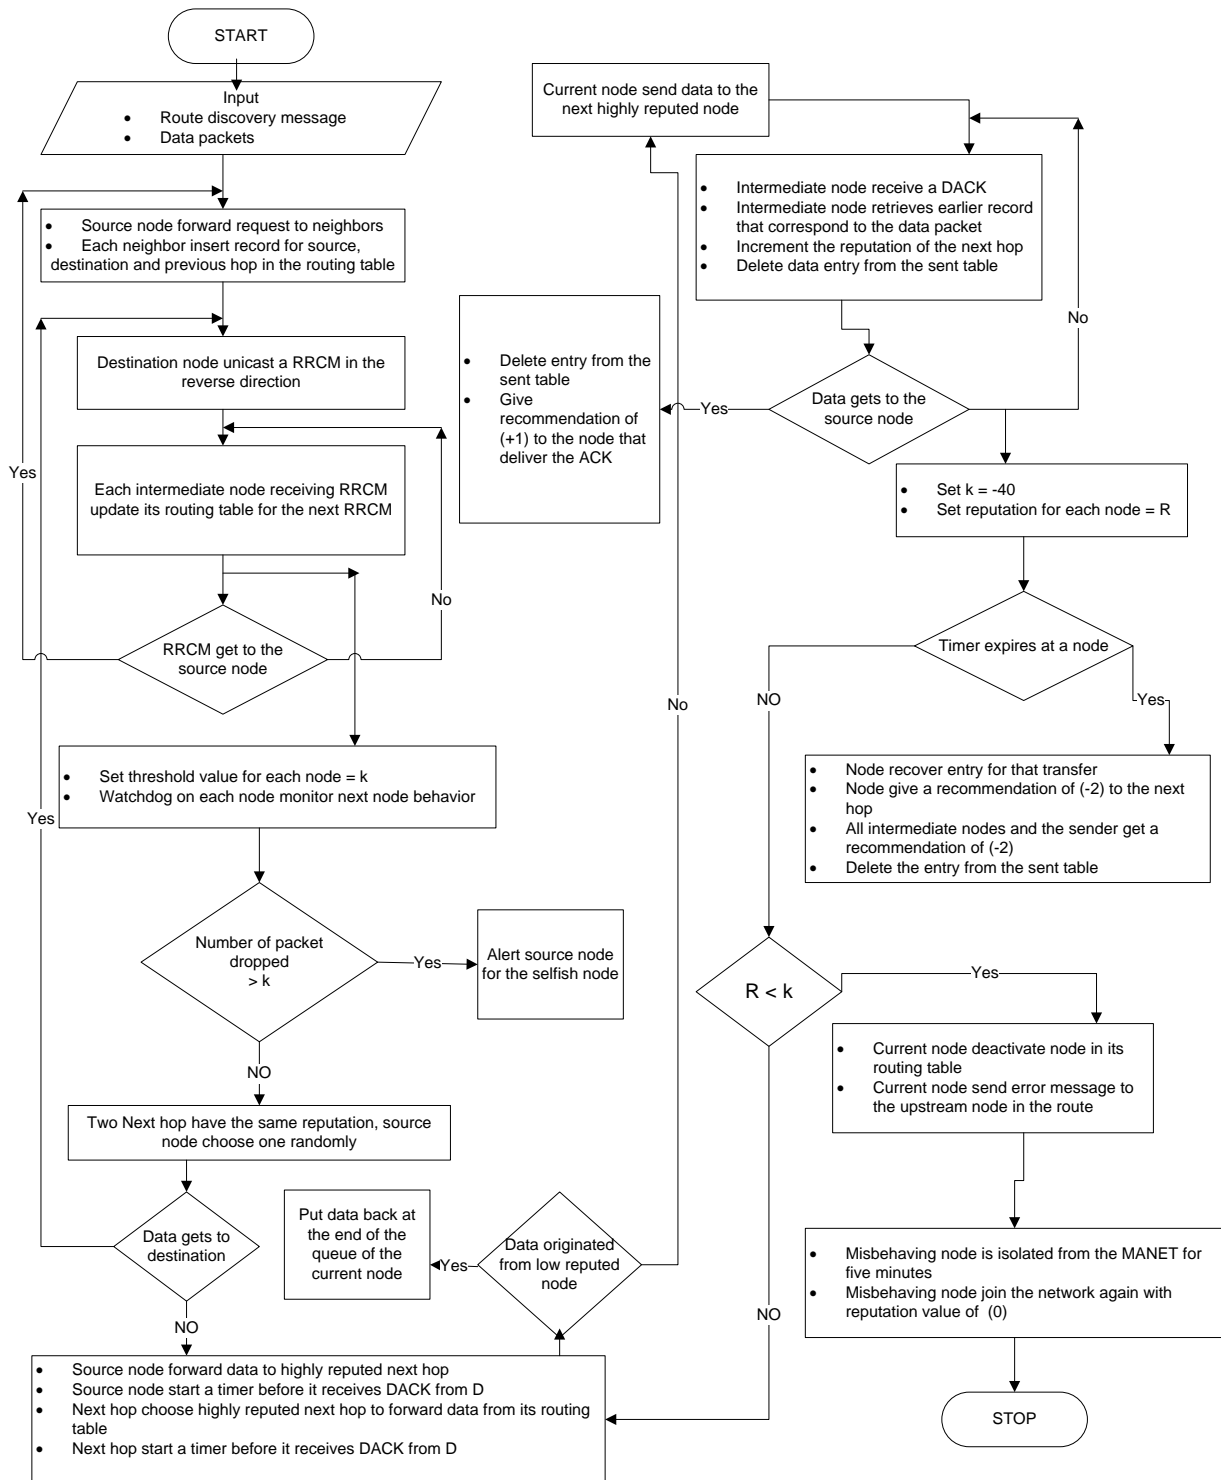 START
Input
• Route discovery message
• Data packets
• Source node forward request to neighbors
• Each neighbor insert record for source,
destination and previous hop in the routing table
Destination node unicast a RRCM in the
reverse direction
Each intermediate node receiving RRCM
update its routing table for the next RRCM
Yes
No
RRCM get to the
source node
• Set threshold value for each node = k
• Watchdog on each node monitor next node behavior
Yes
Number of packet
dropped
> k
Yes
Alert source node
for the selfish node
NO
Two Next hop have the same reputation, source
node choose one randomly
Data gets to
destination
NO
Put data back at
the end of the
queue of the
current node
Yes
Data originated
from low reputed
node
• Source node forward data to highly reputed next hop
• Source node start a timer before it receives DACK from D
• Next hop choose highly reputed next hop to forward data from its routing
table
• Next hop start a timer before it receives DACK from D
No
Current node send data to the
next highly reputed node
• Intermediate node receive a DACK
• Intermediate node retrieves earlier record
that correspond to the data packet
• Increment the reputation of the next hop
• Delete data entry from the sent table
No
• Delete entry from the
sent table
• Give
recommendation of
(+1) to the node that
deliver the ACK
Yes
Data gets to the
source node
• Set k = -40
• Set reputation for each node = R
Timer expires at a node
NO
Yes
• Node recover entry for that transfer
• Node give a recommendation of (-2) to the next
hop
• All intermediate nodes and the sender get a
recommendation of (-2)
• Delete the entry from the sent table
R < k
Yes
• Current node deactivate node in its
routing table
• Current node send error message to
the upstream node in the route
NO
• Misbehaving node is isolated from the MANET for
five minutes
• Misbehaving node join the network again with
reputation value of (0)
STOP